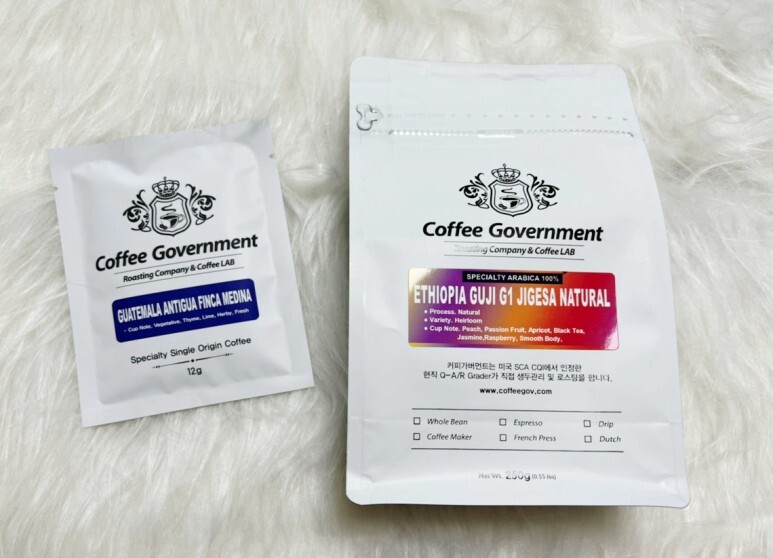 Coffee Government
Roasting Company & Coffee LAB
GUATEMALA ANTIGUA FINCA MEDINA
- Cup Note. Vegetative, Thyme, Lime, Herby, Fresh
Specialty Single Origin Coffee
12g
Coffee Government
Roasting Company & Coffee LAB
SPECIALTY ARABICA 100%
ETHIOPIA GUJI G1 JIGESA NATURAL
● Process. Natural
● Variety. Heirloom
● Cup Note. Peach, Passion Fruit, Apricot, Black Tea,
Jasmine,Raspberry, Smooth Body,
커피가버먼트는 미국 SCA CQI에서 인정한
현직 Q-A/R Grader가 직접 생두관리 및 로스팅을 합니다.
www.coffeegov.com
□ Whole Bean □ Espresso □ Drip
□ Coffee Maker □ French Press □ Dutch
Net Wt. 250g (0.55 lbs)